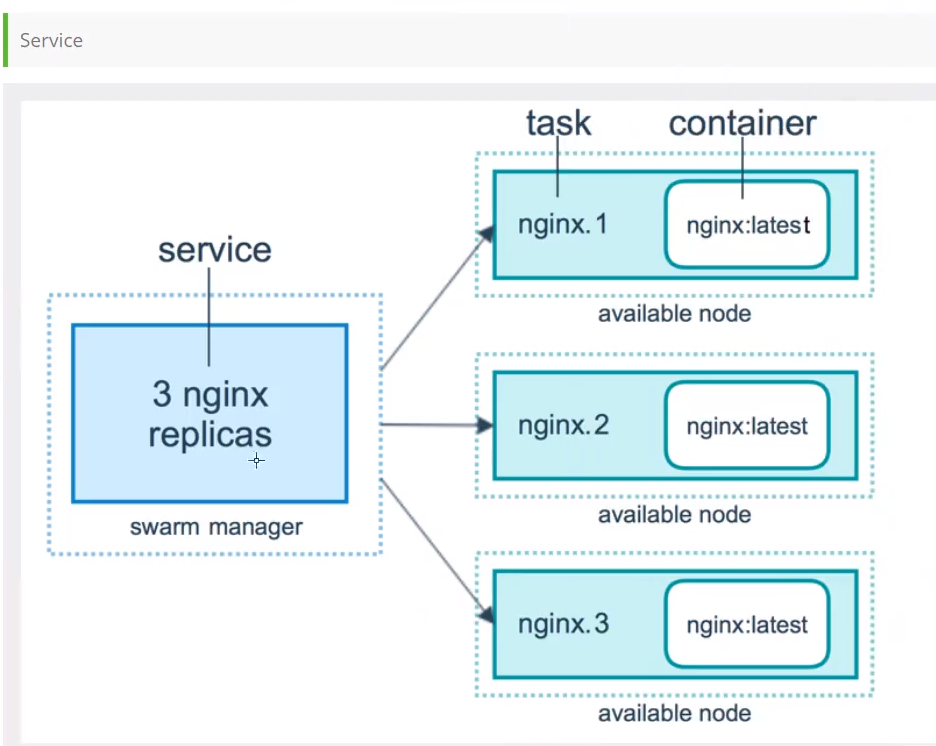 Service
task
container
nginx.1
nginx:latest
available node
service
3 nginx
replicas
swarm manager
nginx.2
nginx:latest
available node
nginx.3
nginx:latest
available node